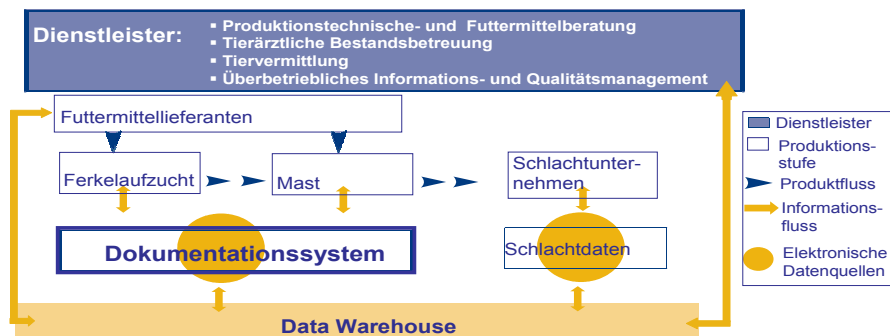 Dienstleister:
▪ Produktionstechnische- und Futtermittelberatung
▪ Tierärztliche Bestandsbetreuung
▪ Tiervermittlung
▪ Überbetriebliches Informations- und Qualitätsmanagement
Futtermittellieferanten
Ferkelaufzucht
Mast
Schlachtunter-
nehmen
Dokumentationssystem
Schlachtdaten
Data Warehouse
Dienstleister
Produktions-
stufe
Produktfluss
Informations-
fluss
Elektronische
Datenquellen